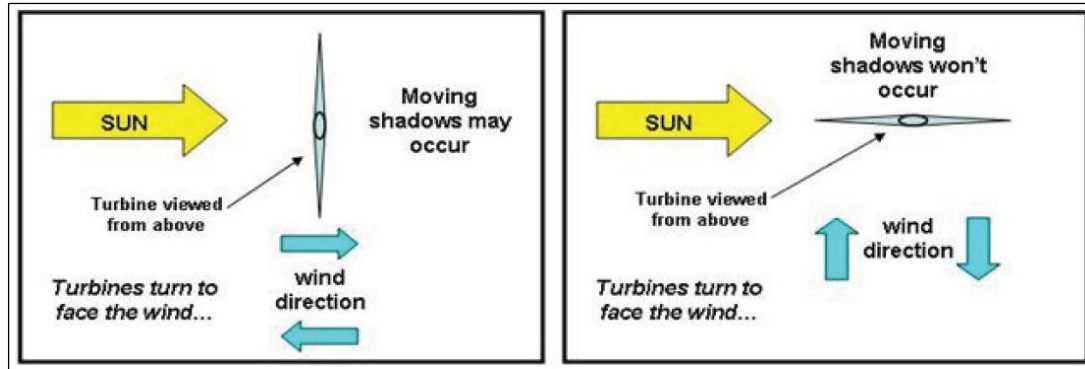 SUN
Moving
shadows may
occur
Turbine viewed
from above
wind
direction
Turbines turn to
face the wind...
Moving
shadows won't
occur
SUN
Turbine viewed
from above
wind
direction
Turbines turn to
face the wind...